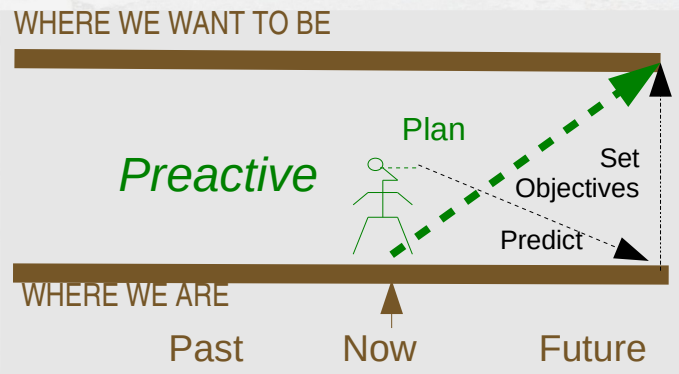 WHERE WE WANT TO BE
Plan
Preactive
Set
Objectives
Predict
WHERE WE ARE
Past
Now
Future